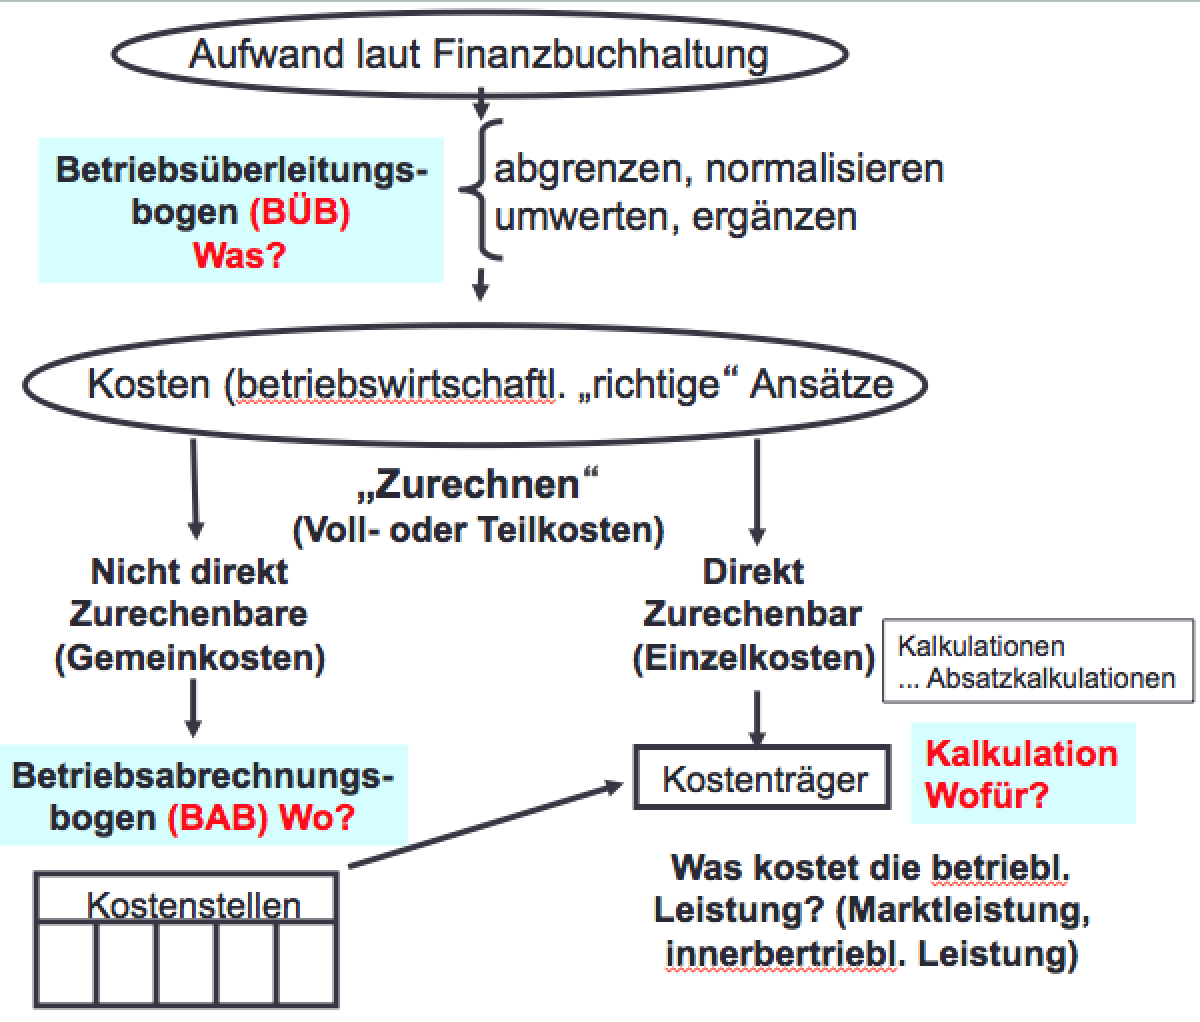 Aufwand laut Finanzbuchhaltung
Betriebsüberleitungs-
bogen (BÜB)
Was?
abgrenzen, normalisieren
umwerten, ergänzen
Kosten (betriebswirtschaftl. „richtige“ Ansätze
„Zurechnen“
(Voll- oder Teilkosten)
Nicht direkt
Zurechenbare
(Gemeinkosten)
Direkt
Zurechenbar
(Einzelkosten)
Kalkulationen
... Absatzkalkulationen
Betriebsabrechnungs-
bogen (BAB) Wo?
Kostenträger
Kalkulation
Wofür?
Kostenstellen
Was kostet die betriebl.
Leistung? (Marktleistung,
innerbertriebl. Leistung)